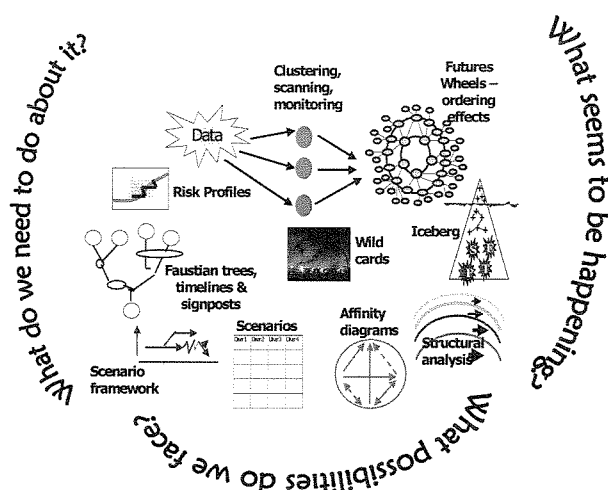 What do we need to do about it?
What seems to be happening?
What possibilities do we face?
Clustering,
scanning,
monitoring
Futures
Wheels –
ordering
effects
Data
Risk Profiles
Iceberg
Wild
cards
Faustian trees,
timelines &
signposts
Scenarios
Affinity
diagrams
Structural
analysis
Scenario
framework